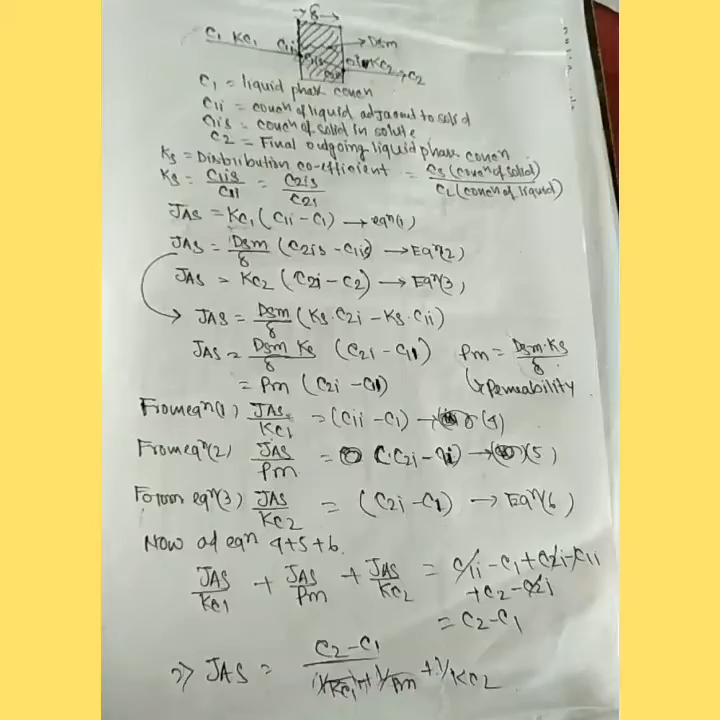 δ
C1 KC1 C1i Dsm
C2i KC2 C2
C1 = liquid phase concn
C1i = concn of liquid adjacent to solid
C1is = concn of solid in solute
C2 = Final outgoing liquid phase concn
Ks = Distribution co-efficient = Cs (concn of solid) / CL (concn of liquid)
Ks = C1is / C1i = C2is / C2i
JAS = KC1 (C1i - C1) → eqn(1)
JAS = Dsm/δ (C2is - C1is) → Eqn(2)
JAS = KC2 (C2i - C2) → Eqn(3)
→ JAS = Dsm/δ (Ks·C2i - Ks·C1i)
JAS = Dsm Ks/δ (C2i - C1i) Pm = Dsm·Ks/δ
= Pm (C2i - C1i) ↳ Permeability
From eqn(1) JAS/KC1 = (C1i - C1) → (4)
From eqn(2) JAS/Pm = (C2i - C1i) → (5)
From eqn(3) JAS/KC2 = (C2i - C1) → Eqn(6)
Now ad eqn 4+5+6.
JAS/KC1 + JAS/Pm + JAS/KC2 = C1i - C1 + C2i - C1i
+ C2 - C2i
= C2 - C1
⇒ JAS = C2 - C1 / 1/KC1 + 1/Pm + 1/KC2